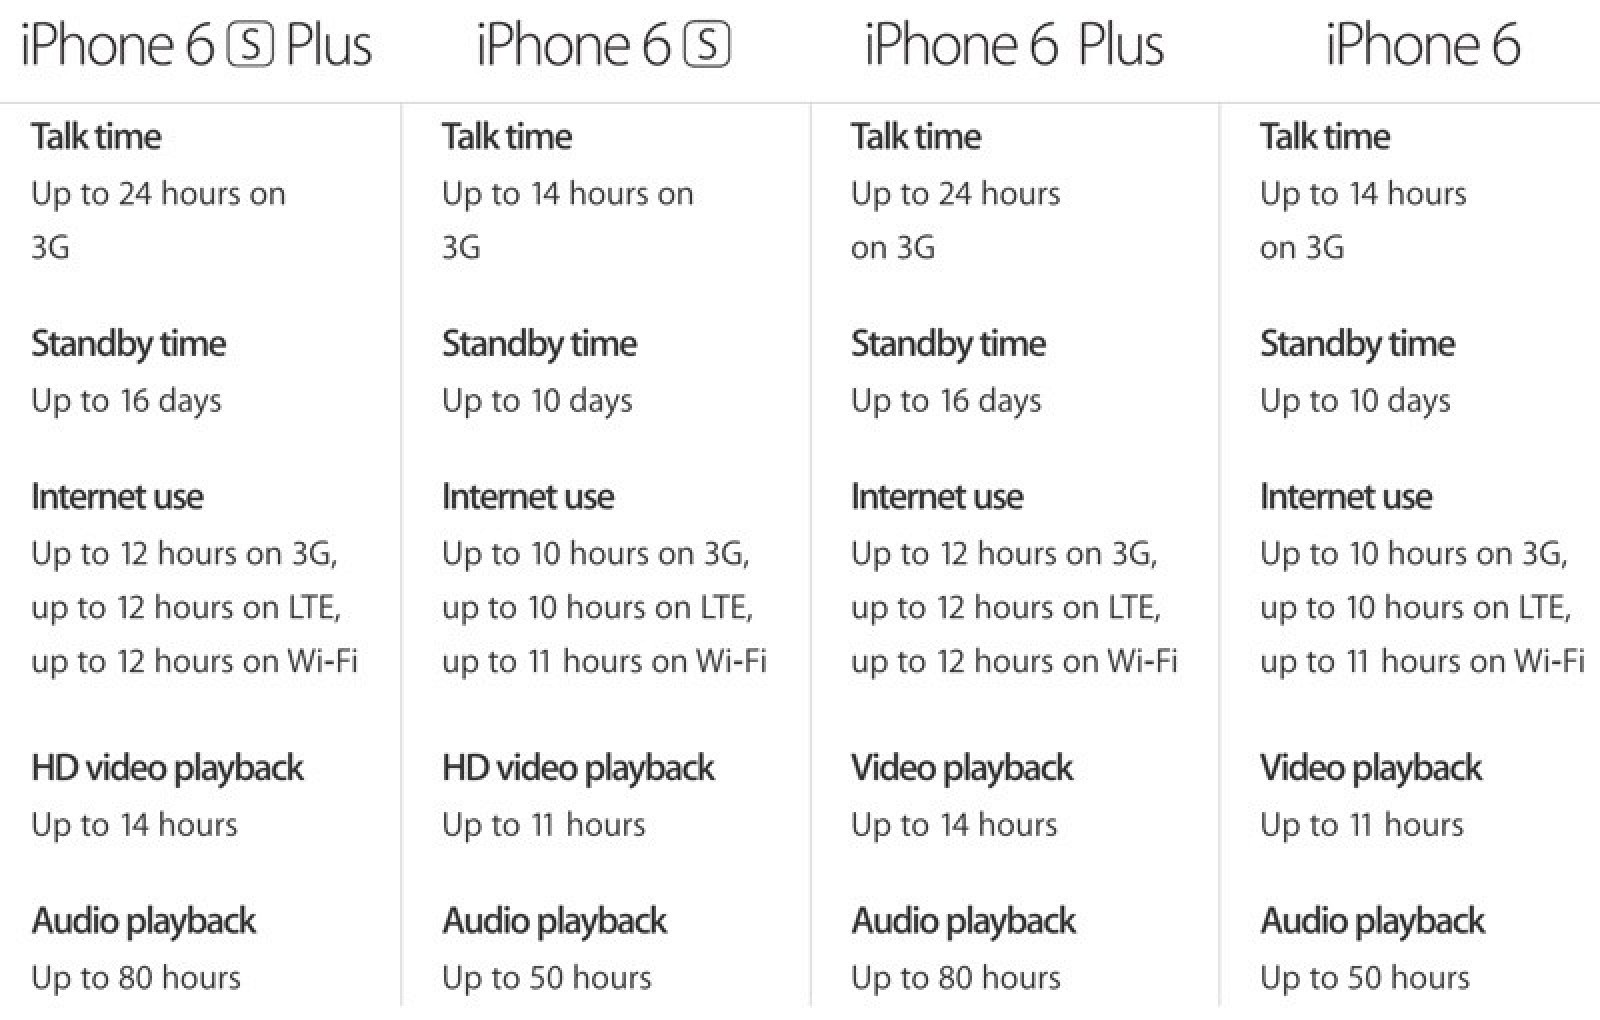 iPhone 6 S Plus
Talk time
Up to 24 hours on
3G
Standby time
Up to 16 days
Internet use
Up to 12 hours on 3G,
up to 12 hours on LTE,
up to 12 hours on Wi-Fi
HD video playback
Up to 14 hours
Audio playback
Up to 80 hours
iPhone 6 S
Talk time
Up to 14 hours on
3G
Standby time
Up to 10 days
Internet use
Up to 10 hours on 3G,
up to 10 hours on LTE,
up to 11 hours on Wi-Fi
HD video playback
Up to 11 hours
Audio playback
Up to 50 hours
iPhone 6 Plus
Talk time
Up to 24 hours
on 3G
Standby time
Up to 16 days
Internet use
Up to 12 hours on 3G,
up to 12 hours on LTE,
up to 12 hours on Wi-Fi
Video playback
Up to 14 hours
Audio playback
Up to 80 hours
iPhone 6
Talk time
Up to 14 hours
on 3G
Standby time
Up to 10 days
Internet use
Up to 10 hours on 3G,
up to 10 hours on LTE,
up to 11 hours on Wi-Fi
Video playback
Up to 11 hours
Audio playback
Up to 50 hours